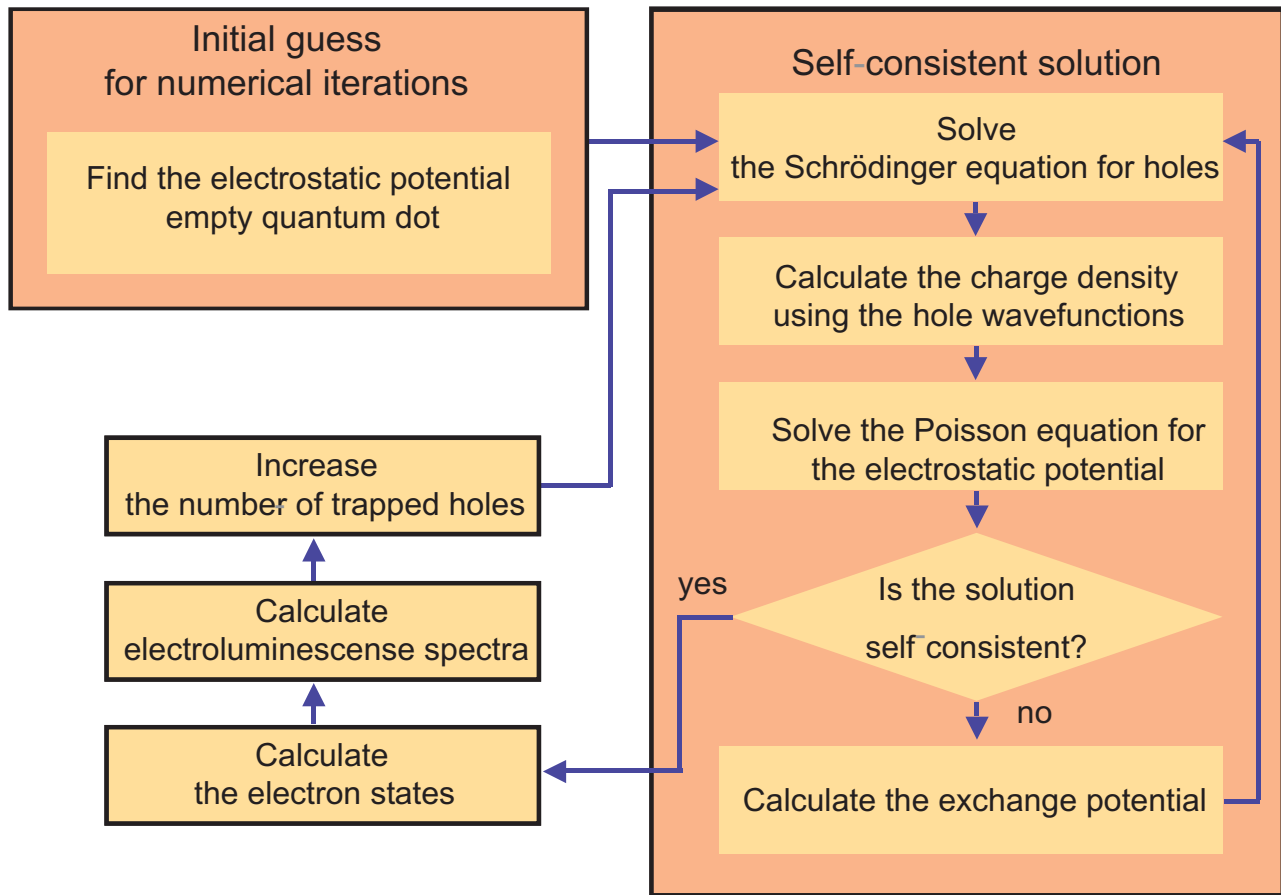 Initial guess
for numerical iterations
Find the electrostatic potential
empty quantum dot
Self-consistent solution
Solve
the Schrödinger equation for holes
Calculate the charge density
using the hole wavefunctions
Solve the Poisson equation for
the electrostatic potential
Is the solution
self-consistent?
yes
no
Calculate the exchange potential
Increase
the number of trapped holes
Calculate
electroluminescense spectra
Calculate
the electron states